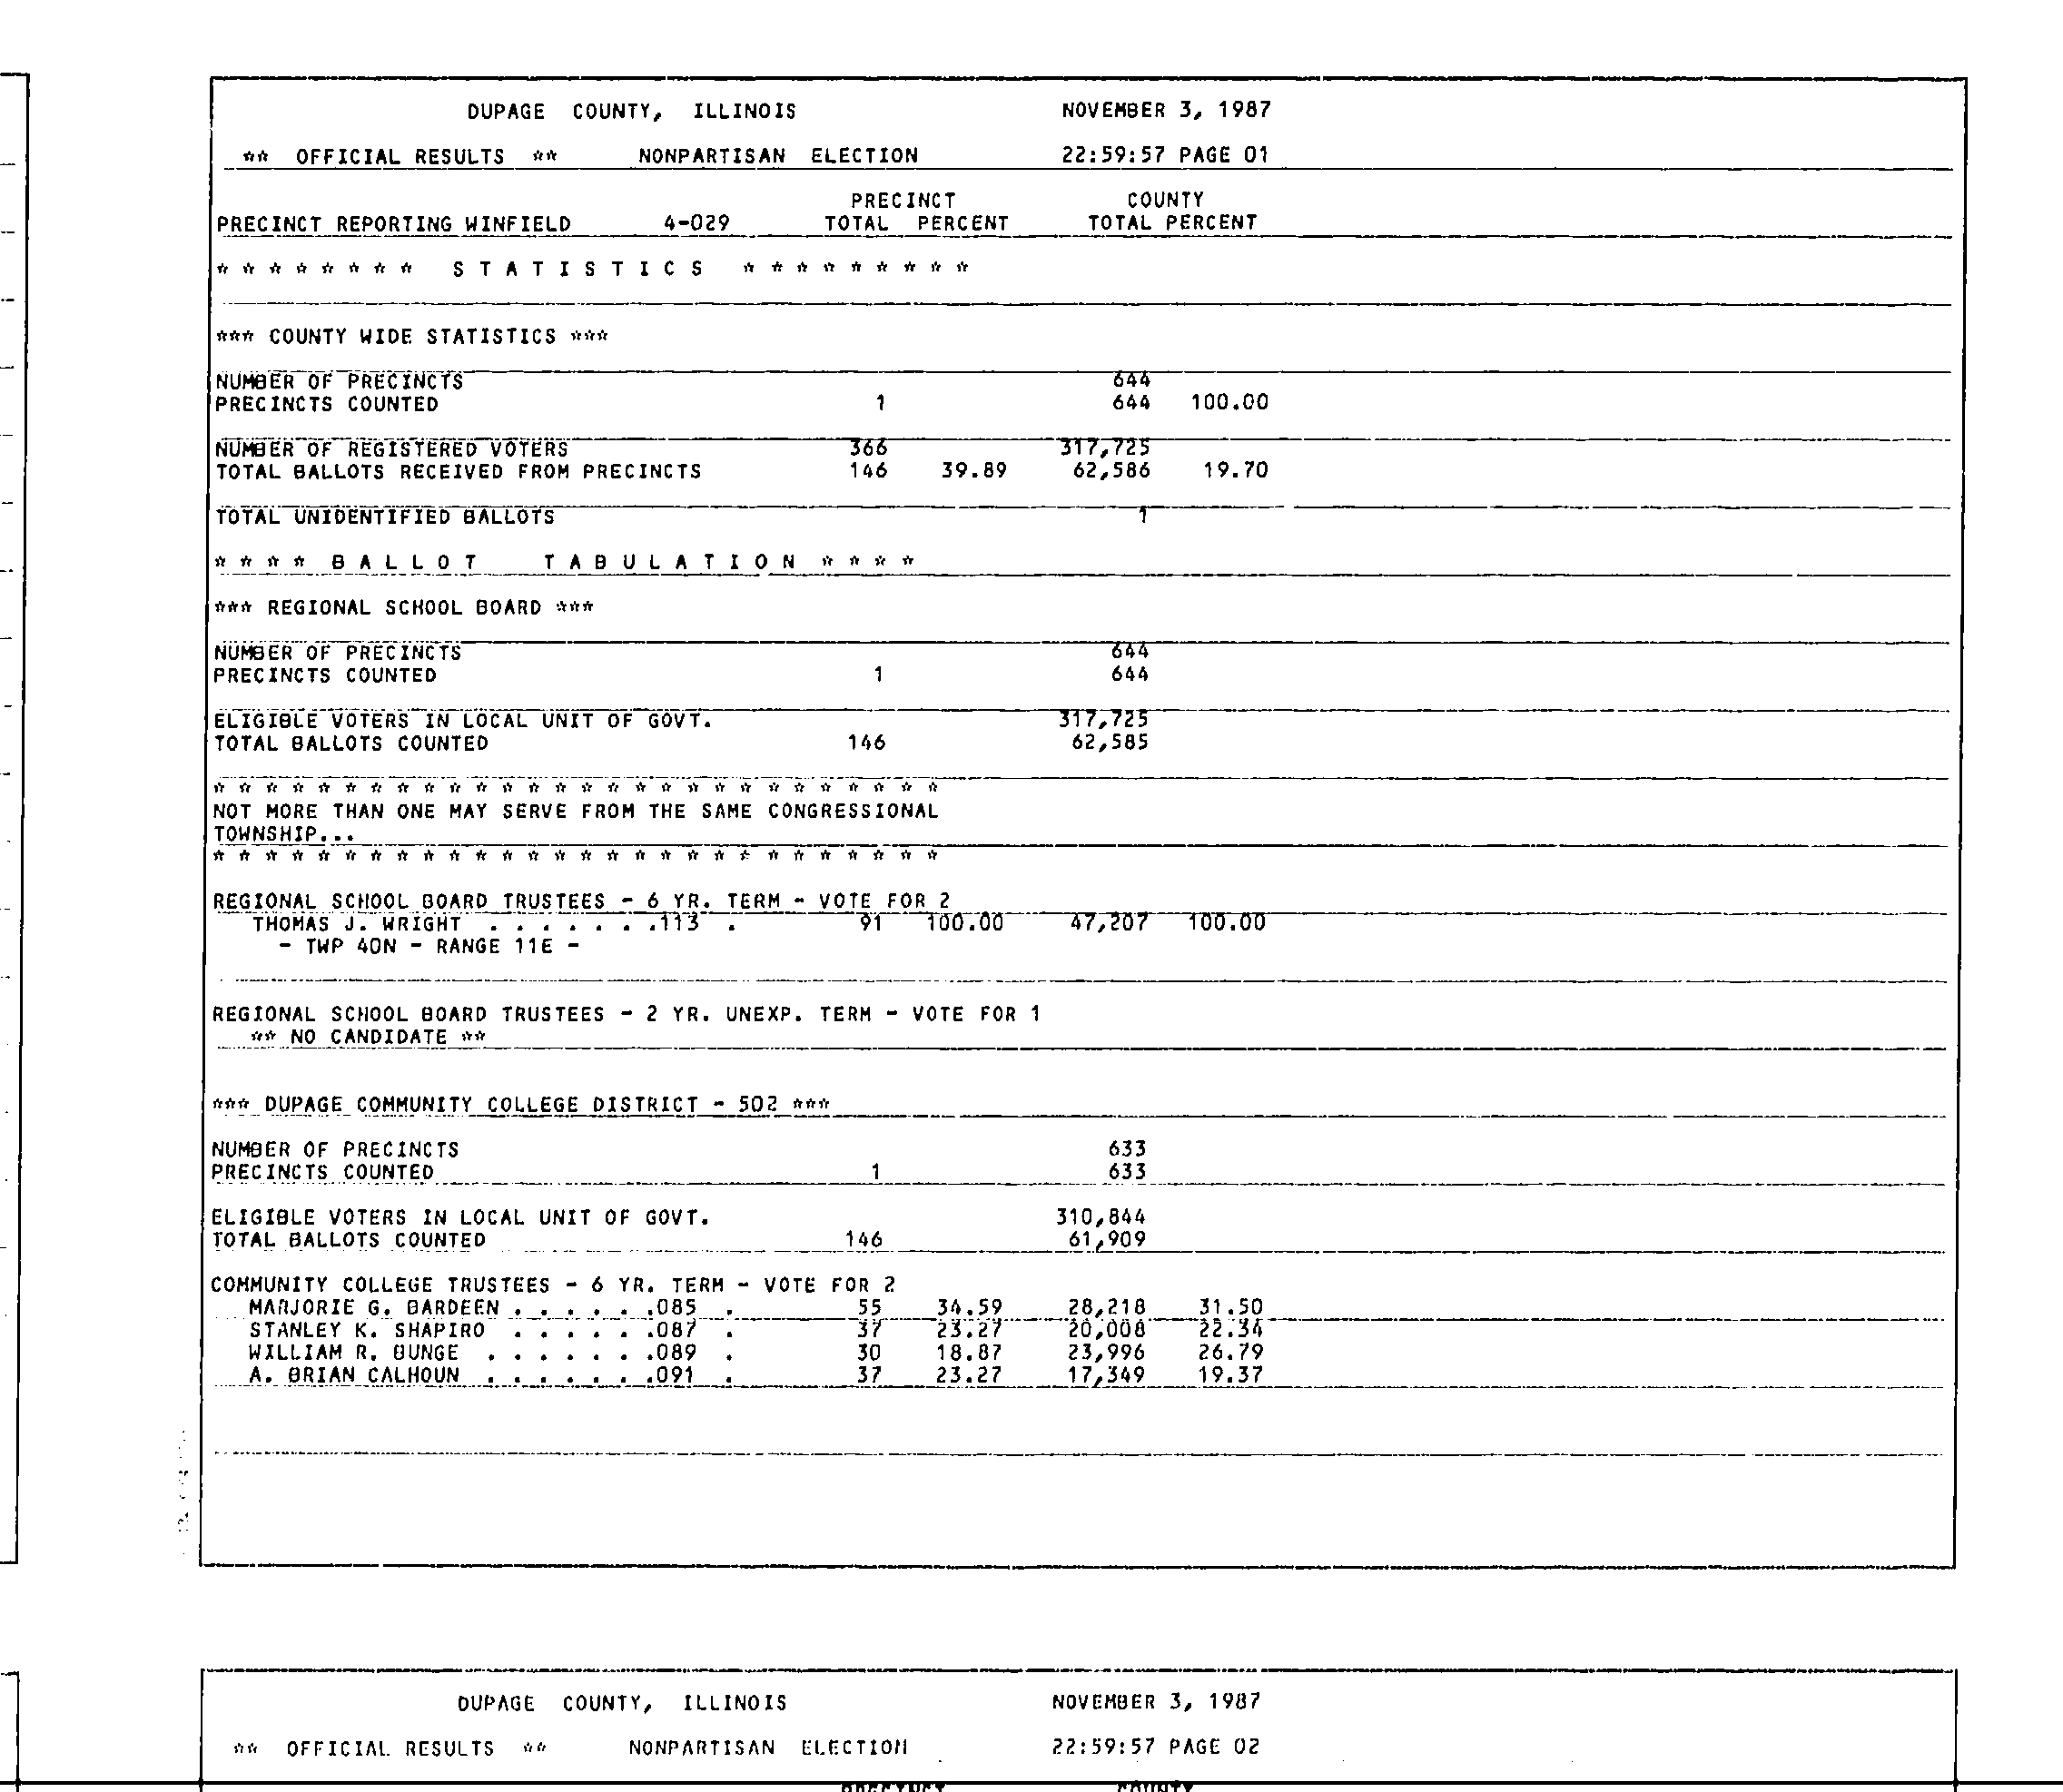 DUPAGE COUNTY, ILLINOIS NOVEMBER 3, 1987
** OFFICIAL RESULTS ** NONPARTISAN ELECTION 22:59:57 PAGE 01
PRECINCT COUNTY
PRECINCT REPORTING WINFIELD 4-029 TOTAL PERCENT TOTAL PERCENT
* * * * * * * * S T A T I S T I C S * * * * * * * * *
*** COUNTY WIDE STATISTICS ***
NUMBER OF PRECINCTS 644
PRECINCTS COUNTED 1 644 100.00
NUMBER OF REGISTERED VOTERS 366 317,725
TOTAL BALLOTS RECEIVED FROM PRECINCTS 146 39.89 62,586 19.70
TOTAL UNIDENTIFIED BALLOTS 1
* * * * B A L L O T T A B U L A T I O N * * * *
*** REGIONAL SCHOOL BOARD ***
NUMBER OF PRECINCTS 644
PRECINCTS COUNTED 1 644
ELIGIBLE VOTERS IN LOCAL UNIT OF GOVT. 317,725
TOTAL BALLOTS COUNTED 146 62,585
* * * * * * * * * * * * * * * * * * * * * * * * * * * *
NOT MORE THAN ONE MAY SERVE FROM THE SAME CONGRESSIONAL
TOWNSHIP...
* * * * * * * * * * * * * * * * * * * * * * * * * * * *
REGIONAL SCHOOL BOARD TRUSTEES - 6 YR. TERM - VOTE FOR 2
THOMAS J. WRIGHT . . . . . . .113 . 91 100.00 47,207 100.00
- TWP 40N - RANGE 11E -
REGIONAL SCHOOL BOARD TRUSTEES - 2 YR. UNEXP. TERM - VOTE FOR 1
** NO CANDIDATE **
*** DUPAGE COMMUNITY COLLEGE DISTRICT - 502 ***
NUMBER OF PRECINCTS 633
PRECINCTS COUNTED 1 633
ELIGIBLE VOTERS IN LOCAL UNIT OF GOVT. 310,844
TOTAL BALLOTS COUNTED 146 61,909
COMMUNITY COLLEGE TRUSTEES - 6 YR. TERM - VOTE FOR 2
MARJORIE G. BARDEEN . . . . . .085 . 55 34.59 28,218 31.50
STANLEY K. SHAPIRO . . . . . .087 . 37 23.27 20,008 22.34
WILLIAM R. BUNGE . . . . . . .089 . 30 18.87 23,996 26.79
A. BRIAN CALHOUN . . . . . . .091 . 37 23.27 17,349 19.37
DUPAGE COUNTY, ILLINOIS NOVEMBER 3, 1987
** OFFICIAL RESULTS ** NONPARTISAN ELECTION 22:59:57 PAGE 02
PRECINCT COUNTY